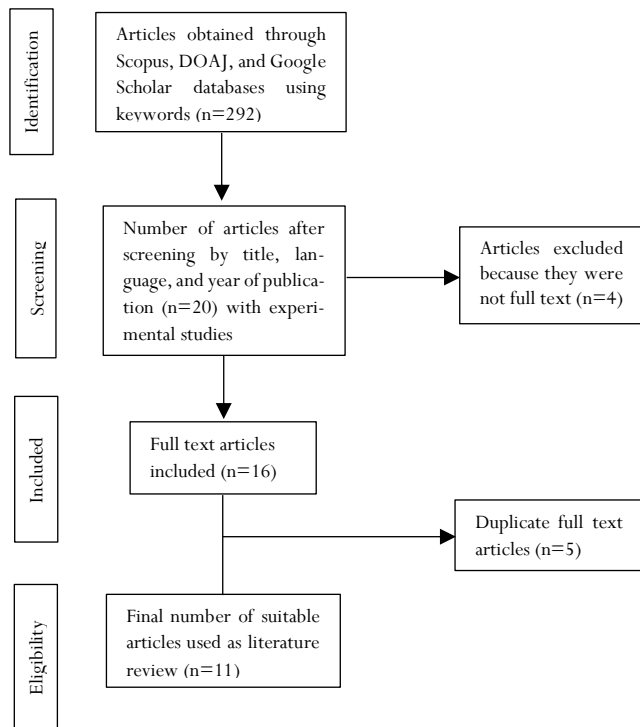 Identification
Articles obtained through
Scopus, DOAJ, and Google
Scholar databases using
keywords (n=292)
Screening
Number of articles after
screening by title, lan-
guage, and year of publica-
tion (n=20) with experi-
mental studies
Articles excluded
because they were
not full text (n=4)
Included
Full text articles
included (n=16)
Duplicate full text
articles (n=5)
Eligibility
Final number of suitable
articles used as literature
review (n=11)